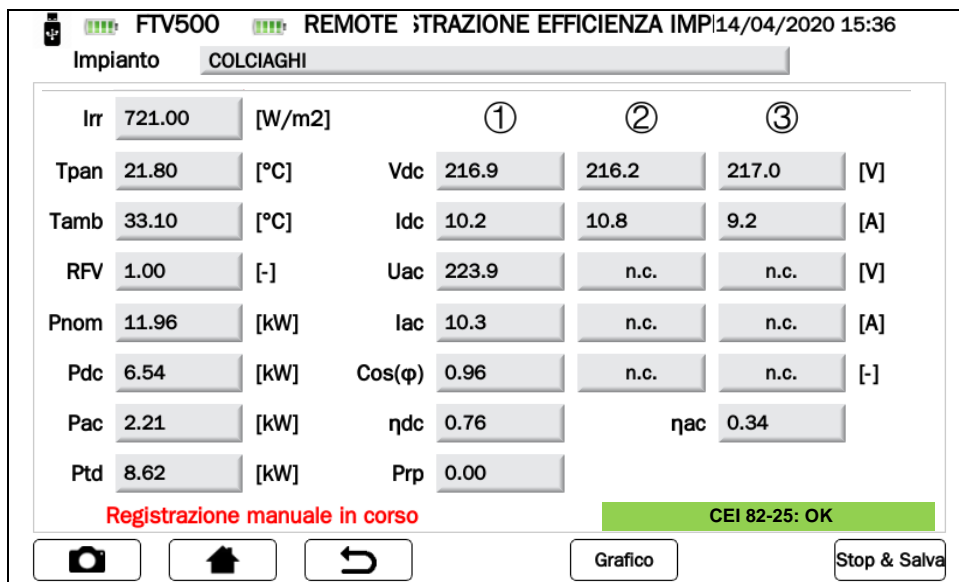 FTV500 REMOTE STRAZIONE EFFICIENZA IMP 14/04/2020 15:36
Impianto COLCIAGHI
Irr 721.00 [W/m2] ① ② ③
Tpan 21.80 [°C] Vdc 216.9 216.2 217.0 [V]
Tamb 33.10 [°C] Idc 10.2 10.8 9.2 [A]
RFV 1.00 [-] Uac 223.9 n.c. n.c. [V]
Pnom 11.96 [kW] Iac 10.3 n.c. n.c. [A]
Pdc 6.54 [kW] Cos(φ) 0.96 n.c. n.c. [-]
Pac 2.21 [kW] ηdc 0.76 ηac 0.34
Ptd 8.62 [kW] Prp 0.00
Registrazione manuale in corso CEI 82-25: OK
Grafico Stop & Salva